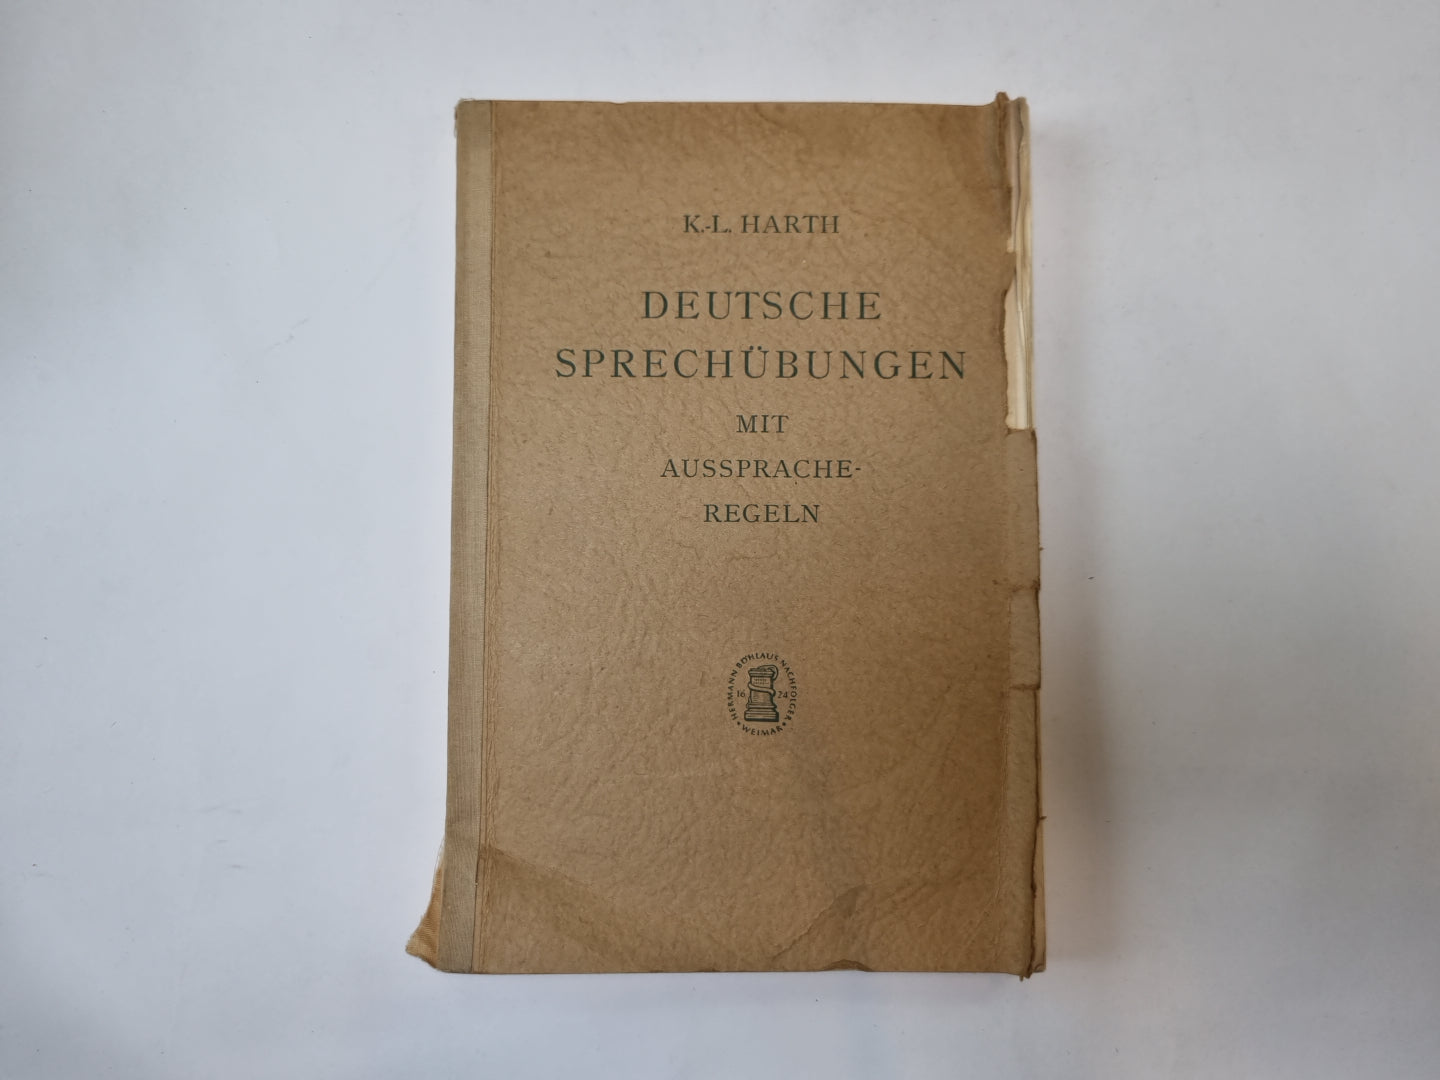 K.-L. HARTH
DEUTSCHE
SPRECHÜBUNGEN
MIT
AUSSPRACHE-
REGELN
HERMANN BÖHLAUS NACHFOLGER
16 24
• WEIMAR •